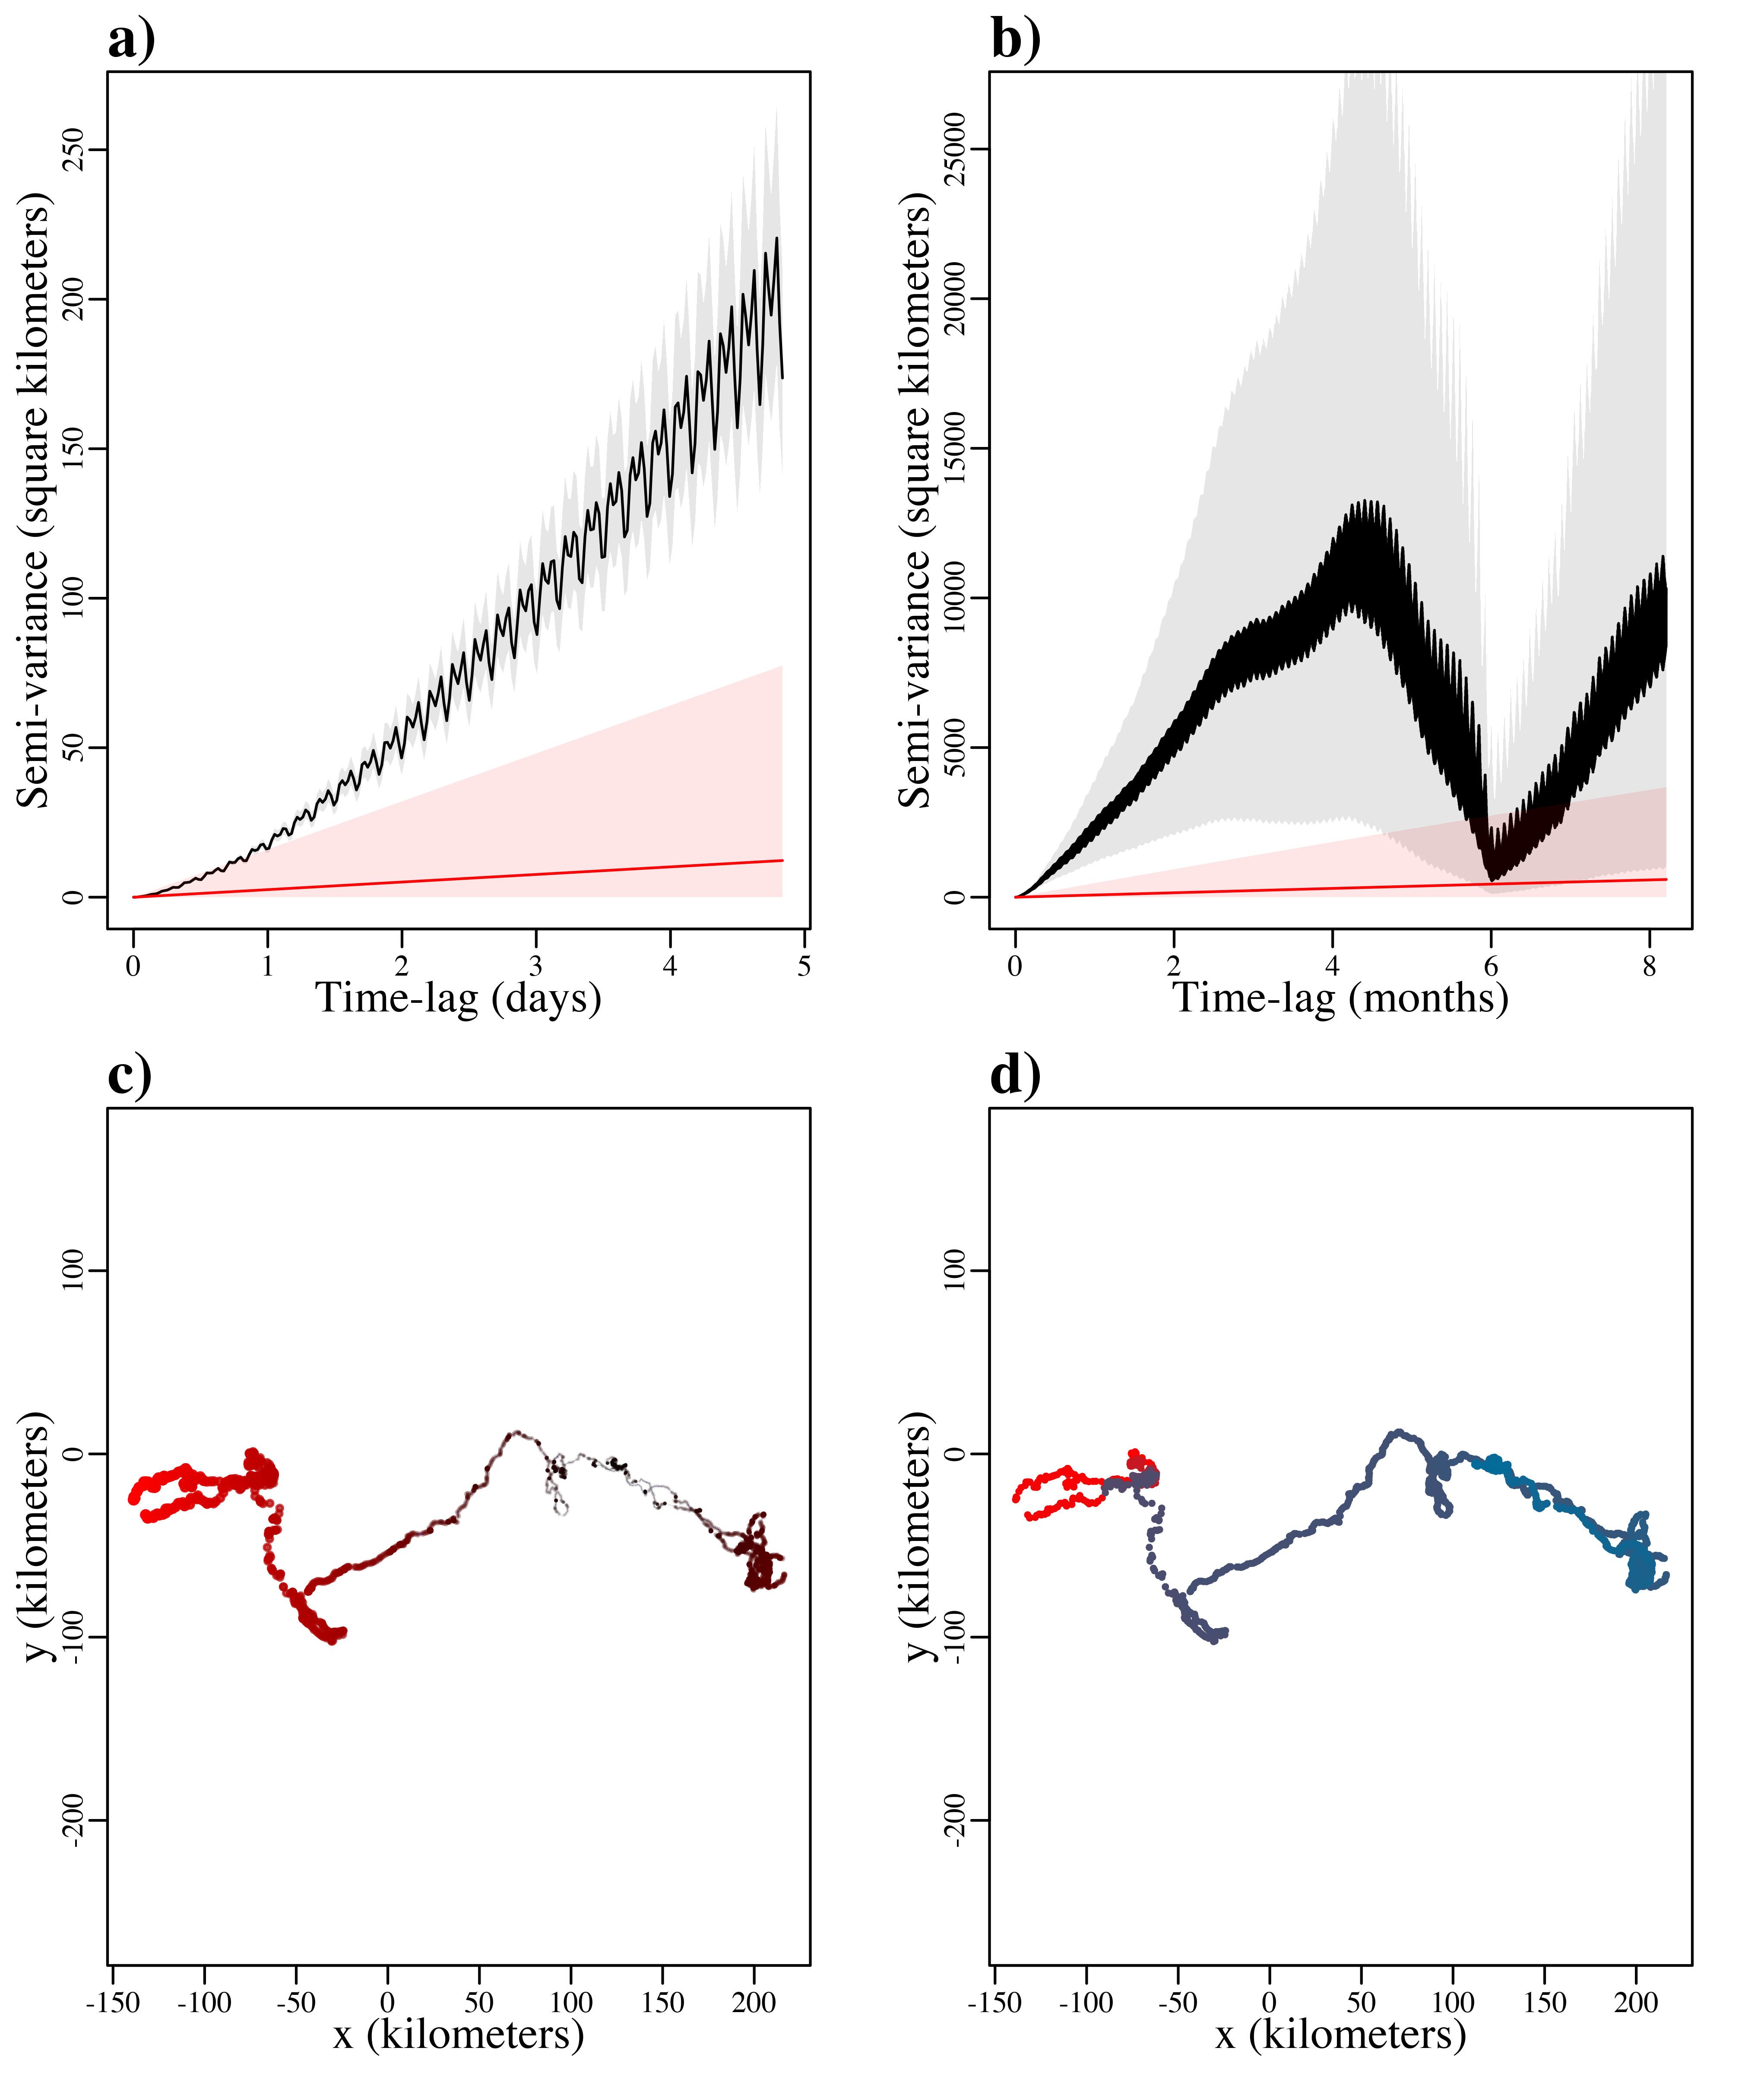 a)
Semi-variance (square kilometers)
250
200
150
100
50
0
0 1 2 3 4 5
Time-lag (days)
b)
Semi-variance (square kilometers)
25000
20000
15000
10000
5000
0
0 2 4 6 8
Time-lag (months)
c)
y (kilometers)
100
0
-100
-200
-150 -100 -50 0 50 100 150 200
x (kilometers)
d)
y (kilometers)
100
0
-100
-200
-150 -100 -50 0 50 100 150 200
x (kilometers)